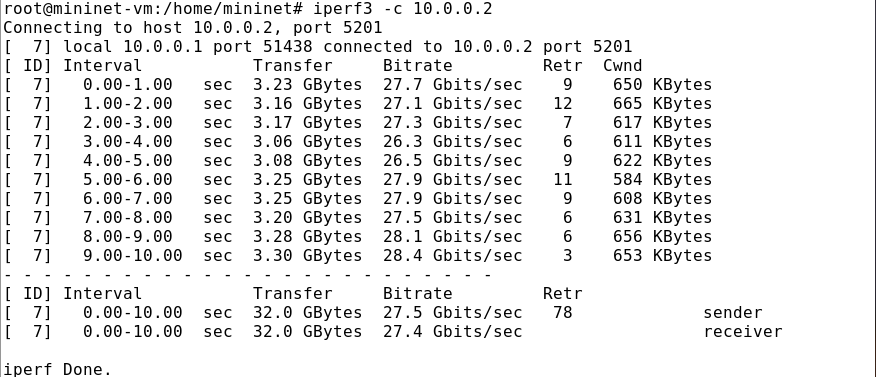 root@mininet-vm:/home/mininet# iperf3 -c 10.0.0.2
Connecting to host 10.0.0.2, port 5201
[  7] local 10.0.0.1 port 51438 connected to 10.0.0.2 port 5201
[ ID] Interval           Transfer     Bitrate         Retr  Cwnd
[  7]   0.00-1.00   sec  3.23 GBytes  27.7 Gbits/sec    9    650 KBytes
[  7]   1.00-2.00   sec  3.16 GBytes  27.1 Gbits/sec   12    665 KBytes
[  7]   2.00-3.00   sec  3.17 GBytes  27.3 Gbits/sec    7    617 KBytes
[  7]   3.00-4.00   sec  3.06 GBytes  26.3 Gbits/sec    6    611 KBytes
[  7]   4.00-5.00   sec  3.08 GBytes  26.5 Gbits/sec    9    622 KBytes
[  7]   5.00-6.00   sec  3.25 GBytes  27.9 Gbits/sec   11    584 KBytes
[  7]   6.00-7.00   sec  3.25 GBytes  27.9 Gbits/sec    9    608 KBytes
[  7]   7.00-8.00   sec  3.20 GBytes  27.5 Gbits/sec    6    631 KBytes
[  7]   8.00-9.00   sec  3.28 GBytes  28.1 Gbits/sec    6    656 KBytes
[  7]   9.00-10.00  sec  3.30 GBytes  28.4 Gbits/sec    3    653 KBytes
- - - - - - - - - - - - - - - - - - - - - - - - -
[ ID] Interval           Transfer     Bitrate         Retr
[  7]   0.00-10.00  sec  32.0 GBytes  27.5 Gbits/sec   78             sender
[  7]   0.00-10.00  sec  32.0 GBytes  27.4 Gbits/sec                  receiver

iperf Done.